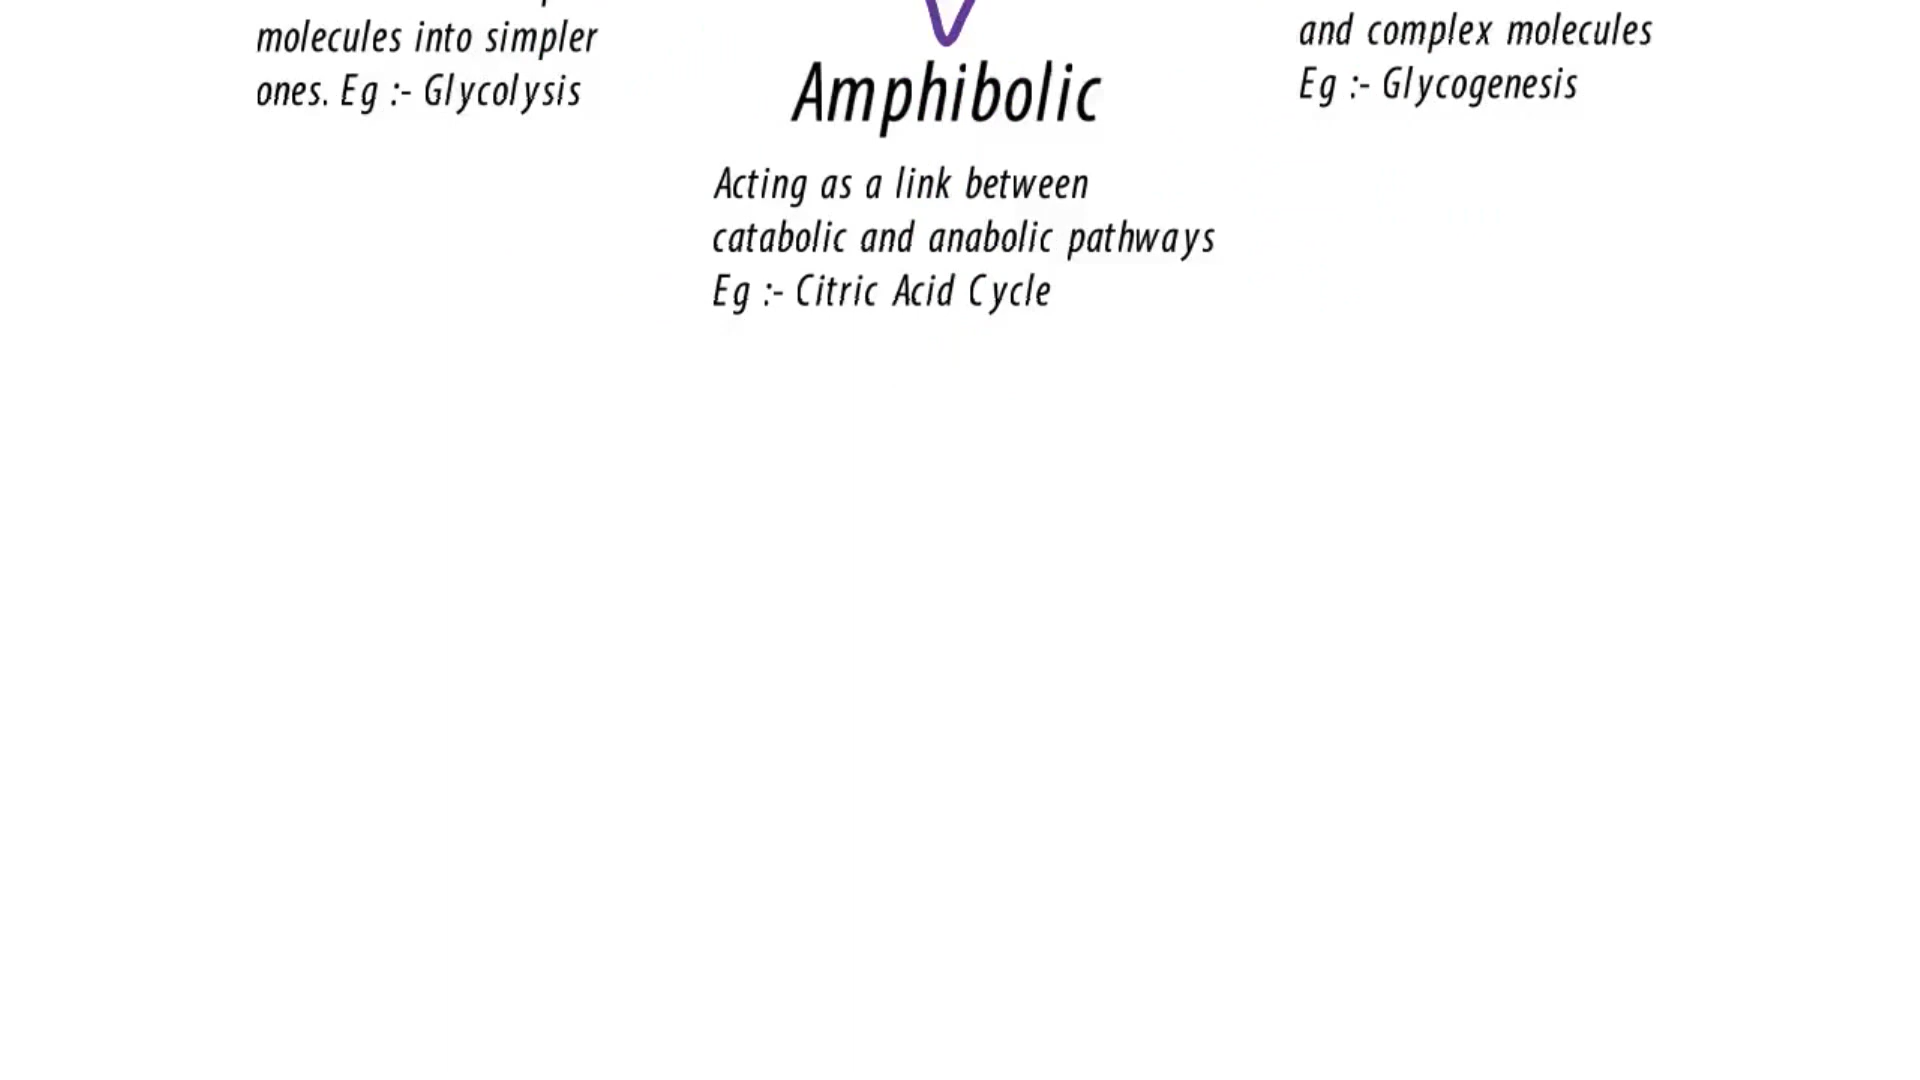 molecules into simpler
ones. Eg :- Glycolysis
Amphibolic
Acting as a link between
catabolic and anabolic pathways
Eg :- Citric Acid Cycle
and complex molecules
Eg :- Glycogenesis